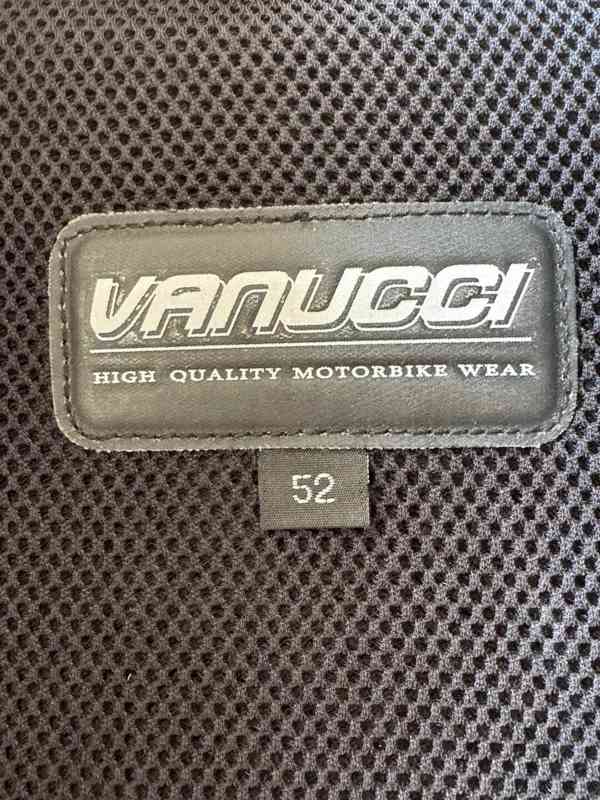 VANUCCI
HIGH QUALITY MOTORBIKE WEAR
52